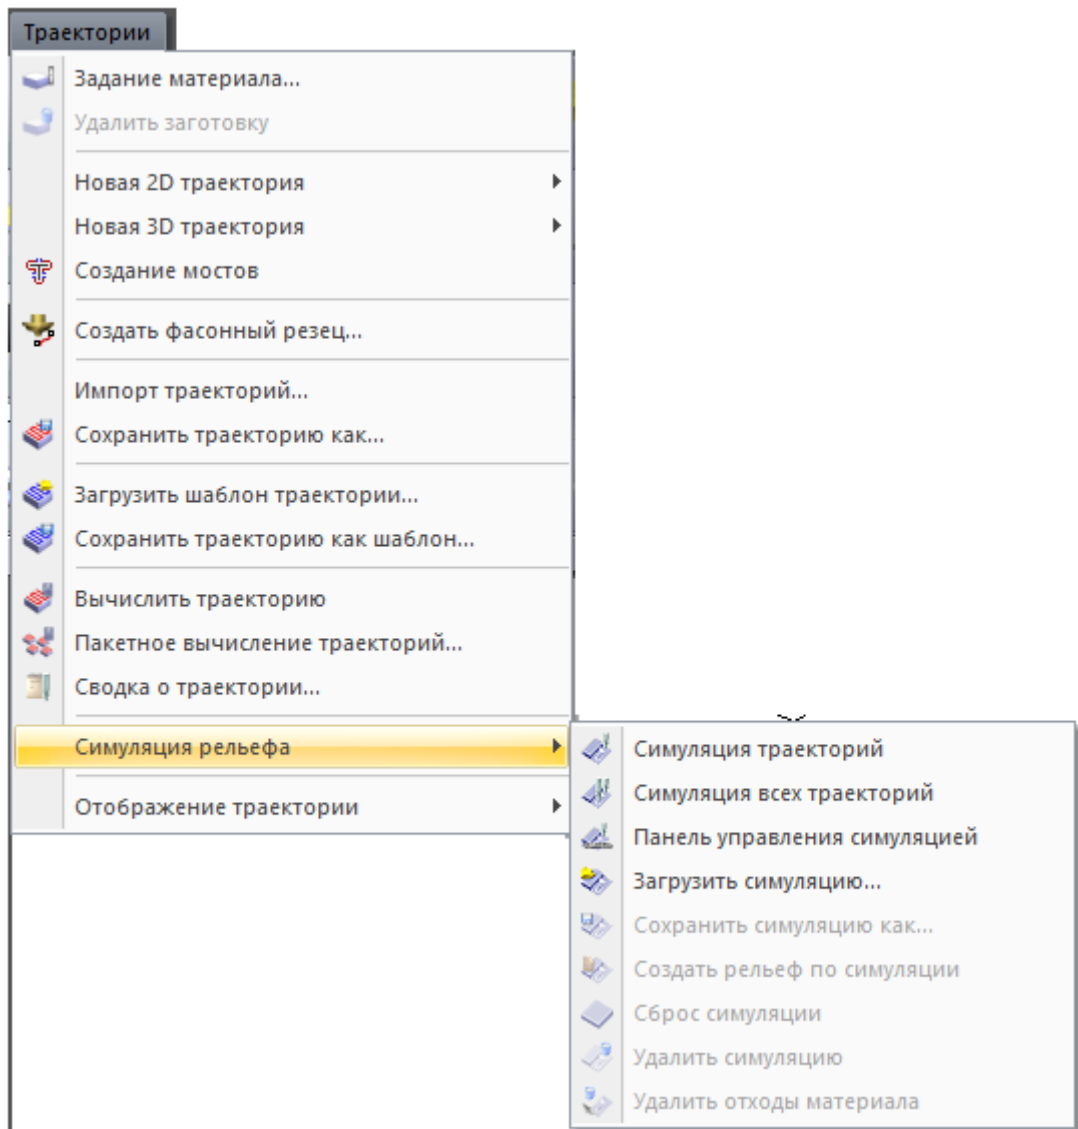 Траектории
Задание материала...
Удалить заготовку
Новая 2D траектория
Новая 3D траектория
Создание мостов
Создать фасонный резец...
Импорт траекторий...
Сохранить траекторию как...
Загрузить шаблон траектории...
Сохранить траекторию как шаблон...
Вычислить траекторию
Пакетное вычисление траекторий...
Сводка о траектории...
Симуляция рельефа
Отображение траектории
Симуляция траекторий
Симуляция всех траекторий
Панель управления симуляцией
Загрузить симуляцию...
Сохранить симуляцию как...
Создать рельеф по симуляции
Сброс симуляции
Удалить симуляцию
Удалить отходы материала